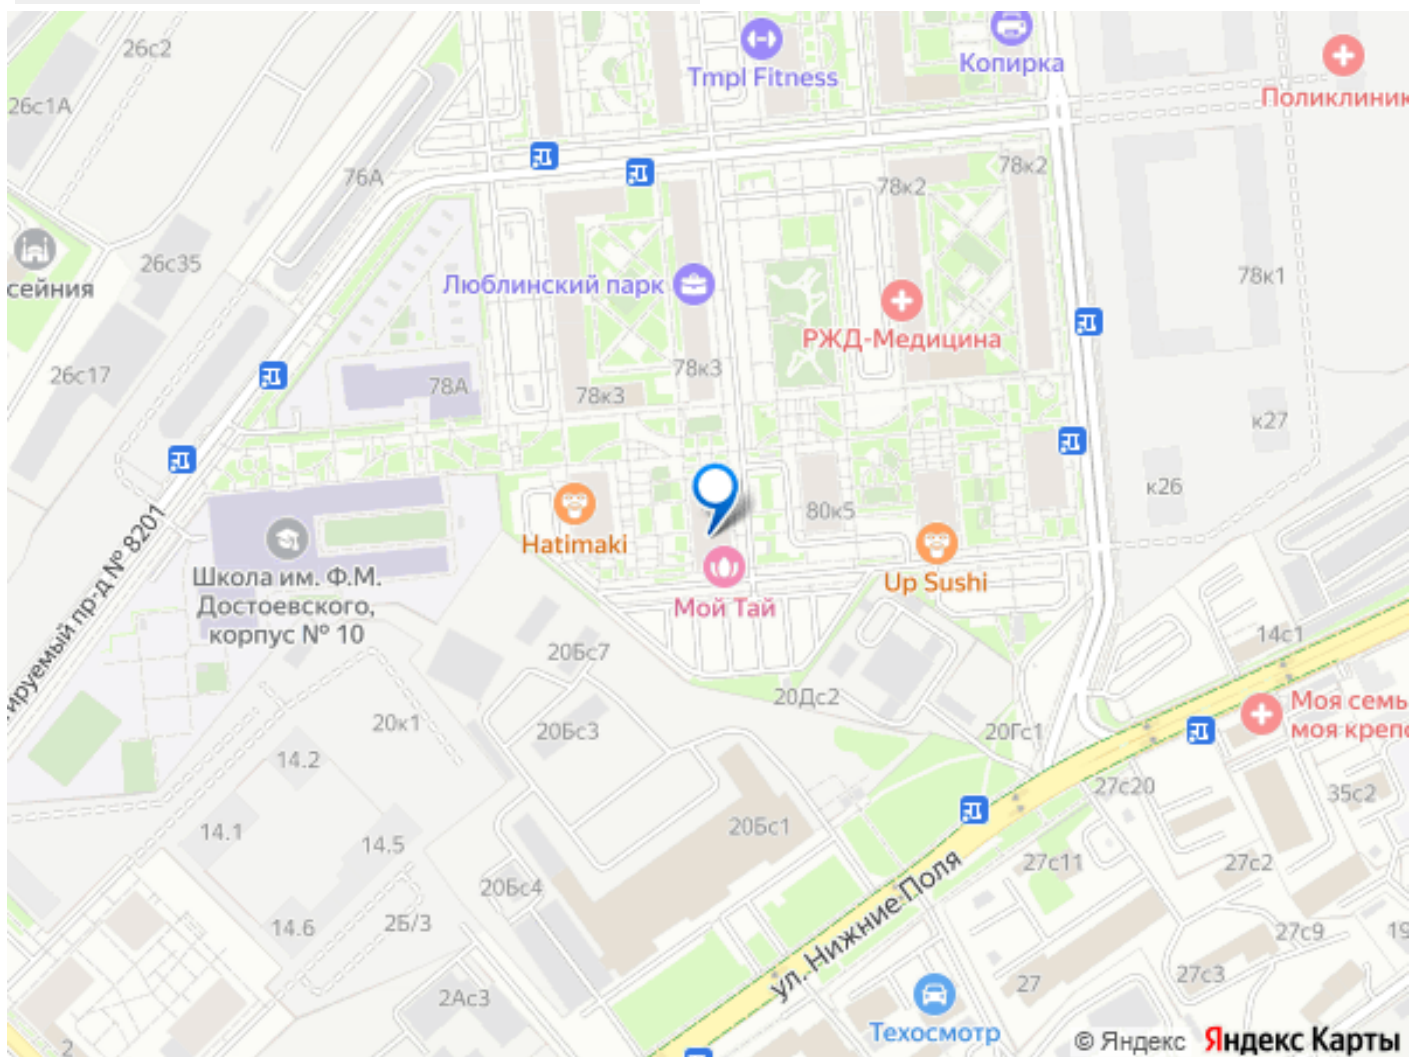 26с2
Tmpl Fitness
Копирка
Поликлиник
26с1А
76А
78к2
78к2
26с35
сейния
Люблинский парк
78к1
РЖД-Медицина
26с17
78А
78к3
78к3
к27
к26
80к5
Hatimaki
Up Sushi
Мой Тай
Школа им. Ф.М.
Достоевского,
корпус № 10
ируемый пр-д № 8201
20Бс7
14с1
20Дс2
20к1
20Бс3
20Гс1
Моя семь
моя крепо
14.2
27с20
35с2
14.1
14.5
20Бс1
27с11
27с2
20Бс4
ул. Нижние Поля
14.6
2Б/3
27с9
19
27с3
27
2Ас3
Техосмотр
2
© Яндекс Яндекс Карты